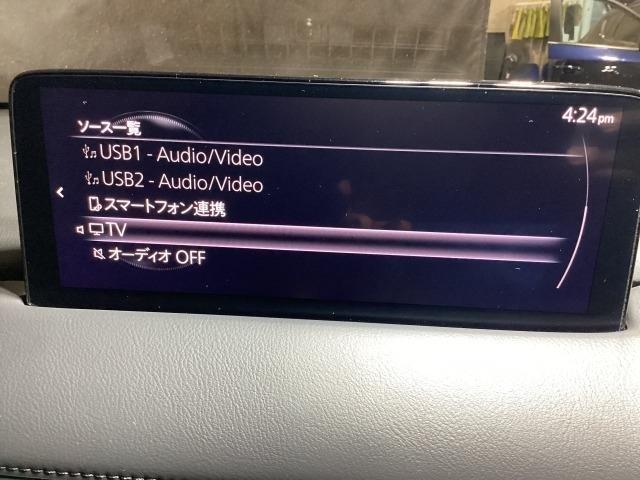 4:24pm
ソース一覧
USB1 - Audio/Video
USB2 - Audio/Video
スマートフォン連携
TV
オーディオ OFF